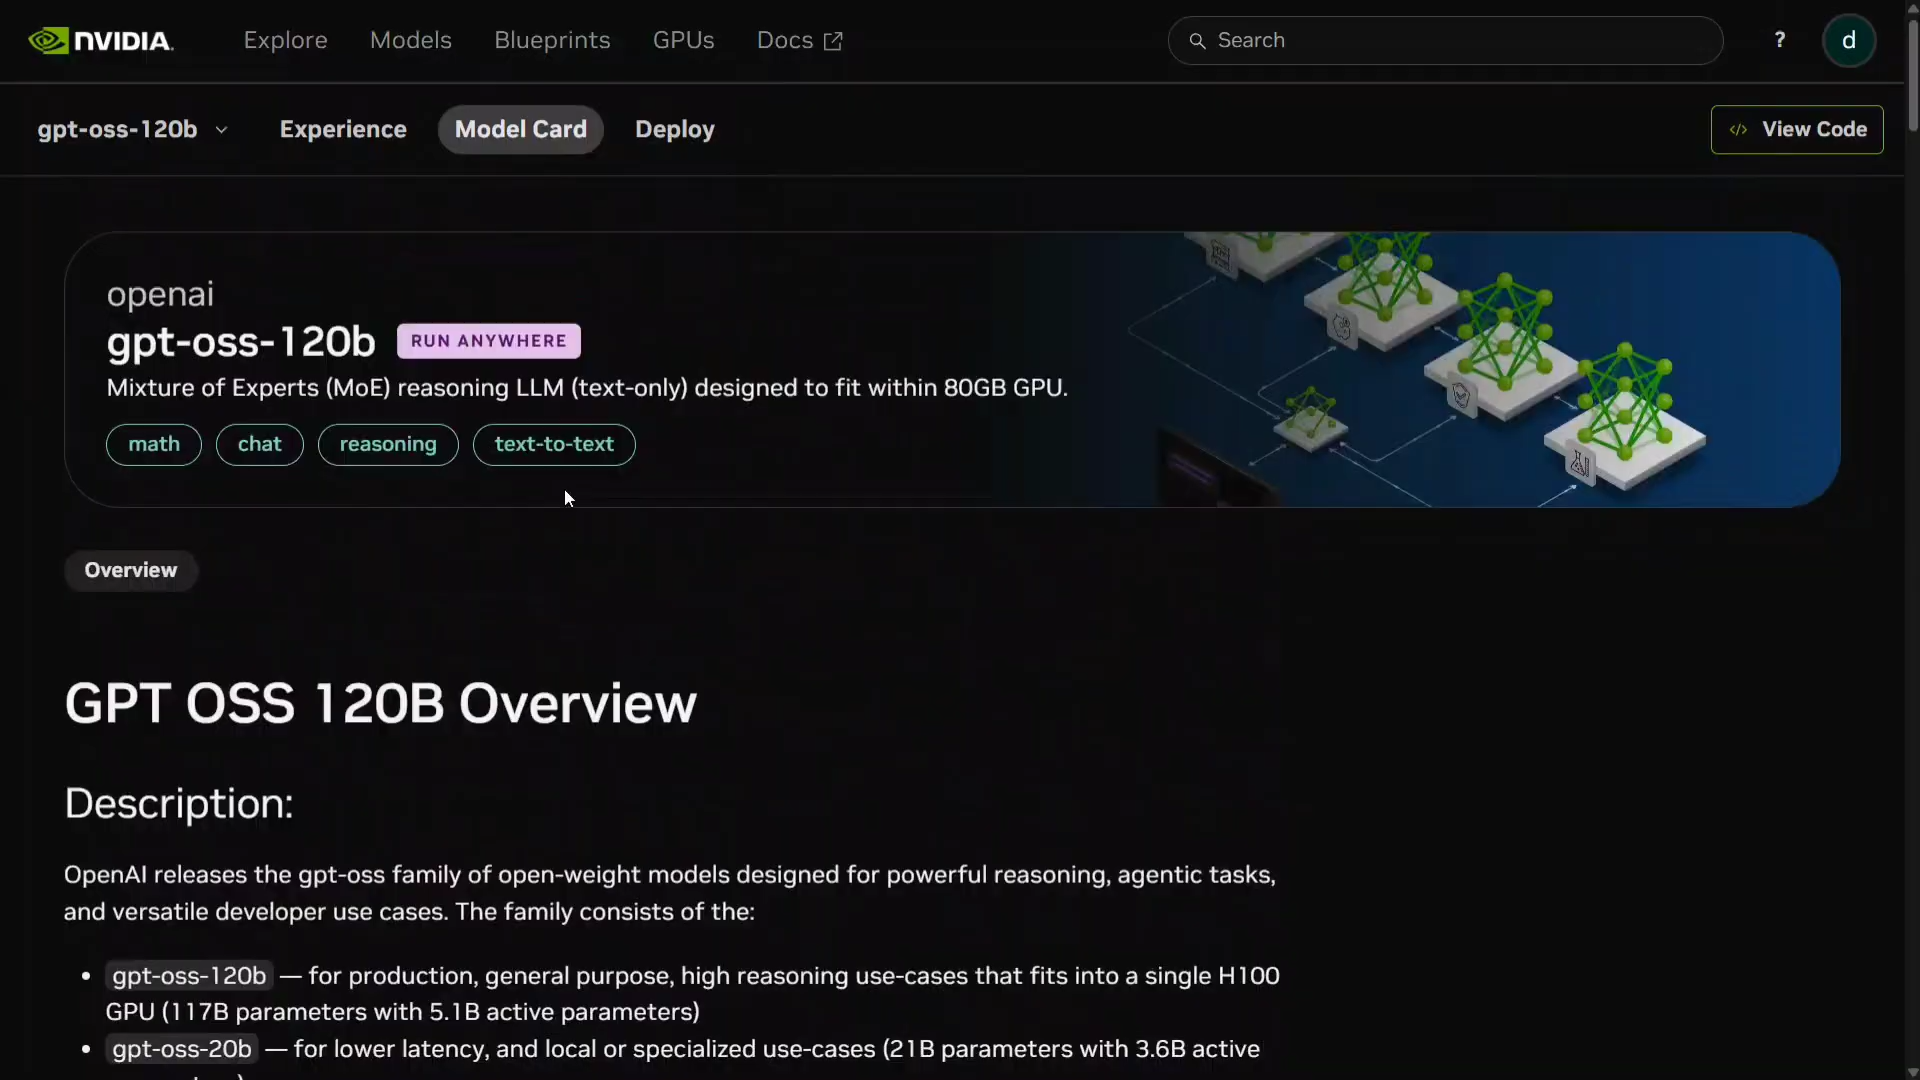 NVIDIA. Explore Models Blueprints GPUs Docs Search ? d
gpt-oss-120b Experience Model Card Deploy </> View Code
openai
gpt-oss-120b RUN ANYWHERE
Mixture of Experts (MoE) reasoning LLM (text-only) designed to fit within 80GB GPU.
math chat reasoning text-to-text
Overview
GPT OSS 120B Overview
Description:
OpenAI releases the gpt-oss family of open-weight models designed for powerful reasoning, agentic tasks,
and versatile developer use cases. The family consists of the:
• gpt-oss-120b — for production, general purpose, high reasoning use-cases that fits into a single H100
GPU (117B parameters with 5.1B active parameters)
• gpt-oss-20b — for lower latency, and local or specialized use-cases (21B parameters with 3.6B active